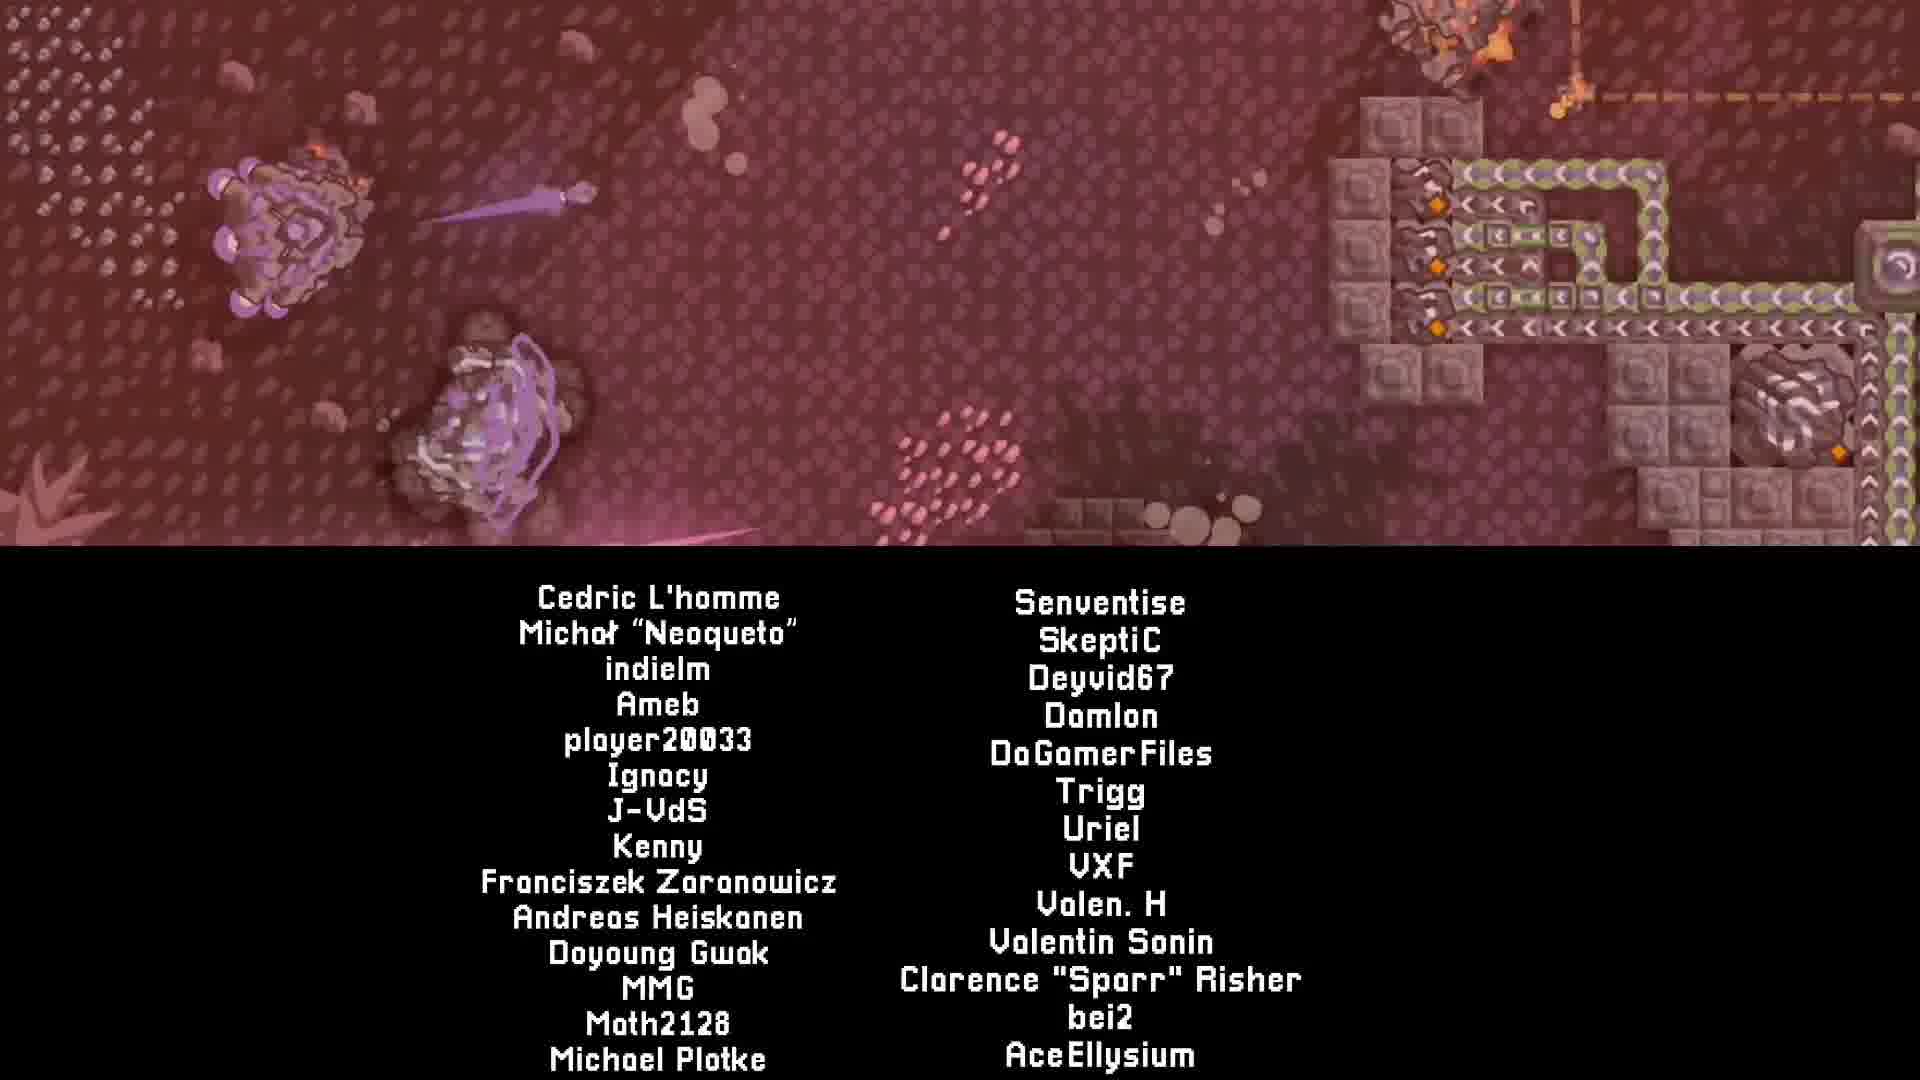 Cedric L'homme
Michał “Neoqueto”
indielm
Ameb
player20033
Ignacy
J-VdS
Kenny
Franciszek Zaranowicz
Andreas Heiskanen
Doyoung Gwak
MMG
Math2128
Michael Plotke
Senventise
SkeptiC
Deyvid67
Damlon
DaGamerFiles
Trigg
Uriel
VXF
Valen. H
Valentin Sonin
Clarence "Sparr" Risher
bei2
AceEllysium